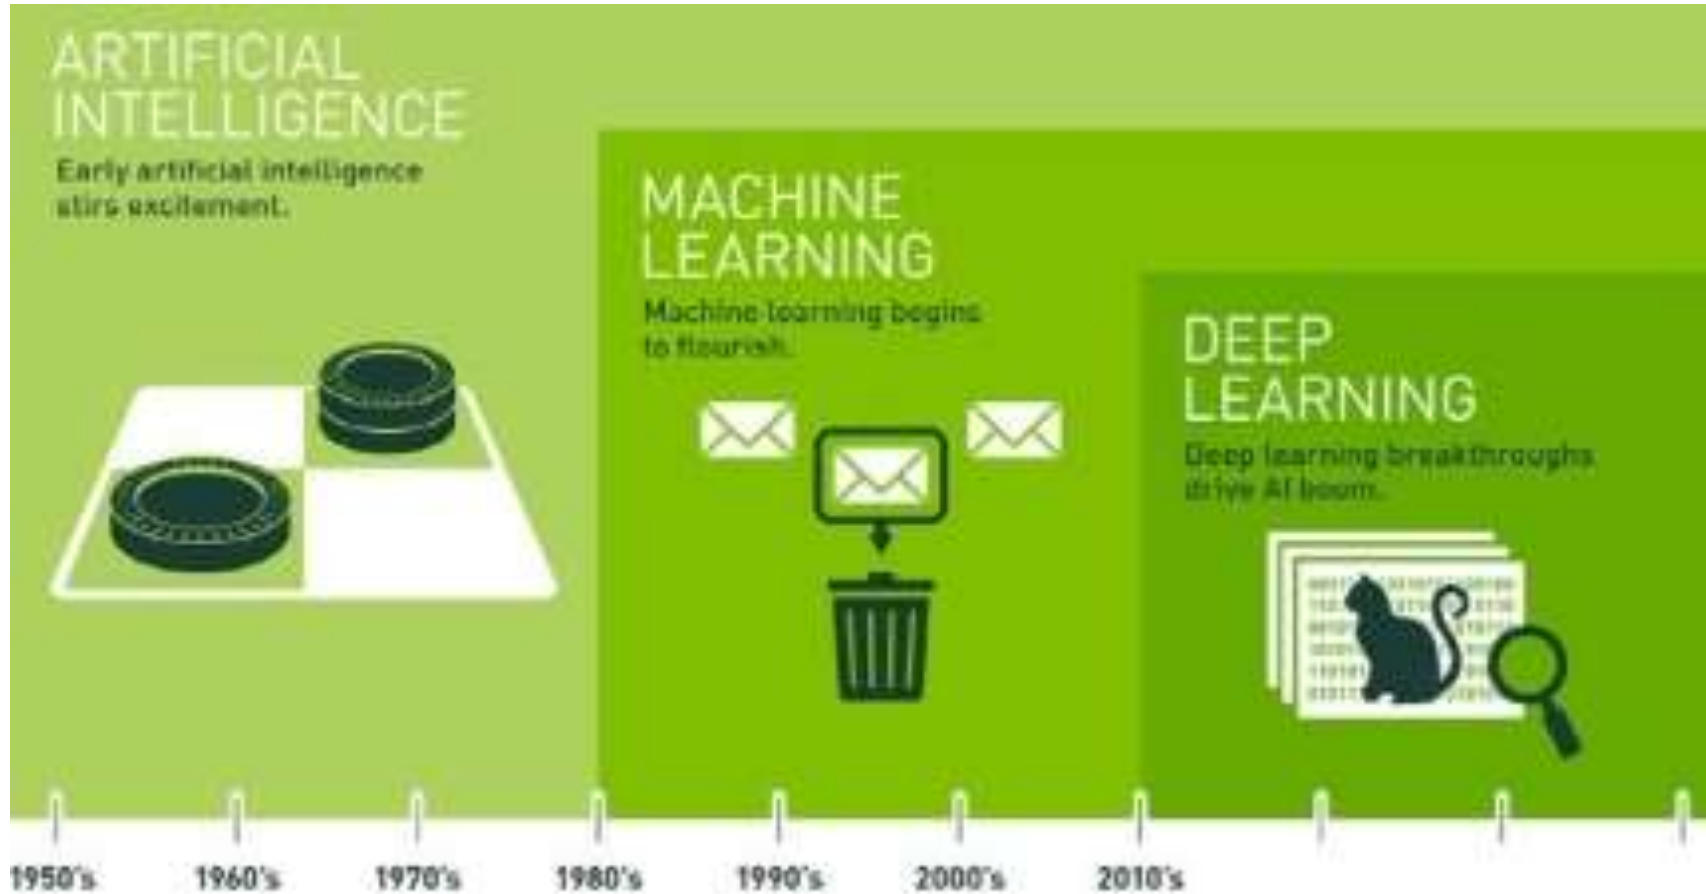 ARTIFICIAL
INTELLIGENCE
Early artificial intelligence
stirs excitement.
MACHINE
LEARNING
Machine learning begins
to flourish.
DEEP
LEARNING
Deep learning breakthroughs
drive AI boom.
1950's 1960's 1970's 1980's 1990's 2000's 2010's